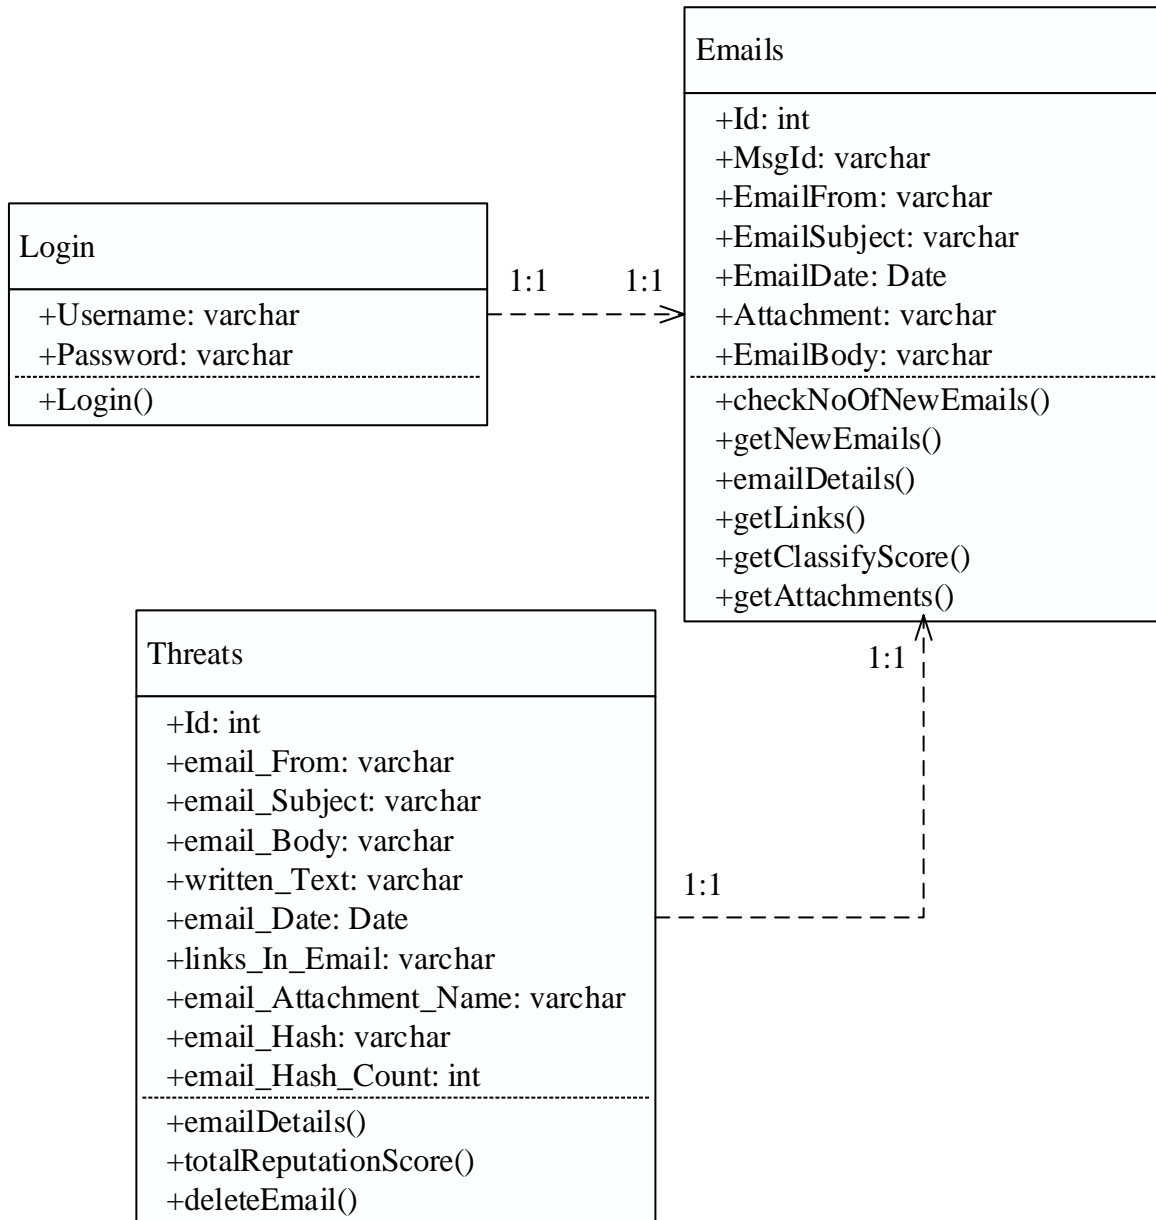 Emails
+Id: int
+MsgId: varchar
+EmailFrom: varchar
+EmailSubject: varchar
+EmailDate: Date
+Attachment: varchar
+EmailBody: varchar
+checkNoOfNewEmails()
+getNewEmails()
+emailDetails()
+getLinks()
+getClassifyScore()
+getAttachments()
Login
+Username: varchar
+Password: varchar
+Login()
1:1 1:1
Threats
+Id: int
+email_From: varchar
+email_Subject: varchar
+email_Body: varchar
+written_Text: varchar
+email_Date: Date
+links_In_Email: varchar
+email_Attachment_Name: varchar
+email_Hash: varchar
+email_Hash_Count: int
+emailDetails()
+totalReputationScore()
+deleteEmail()
1:1
1:1